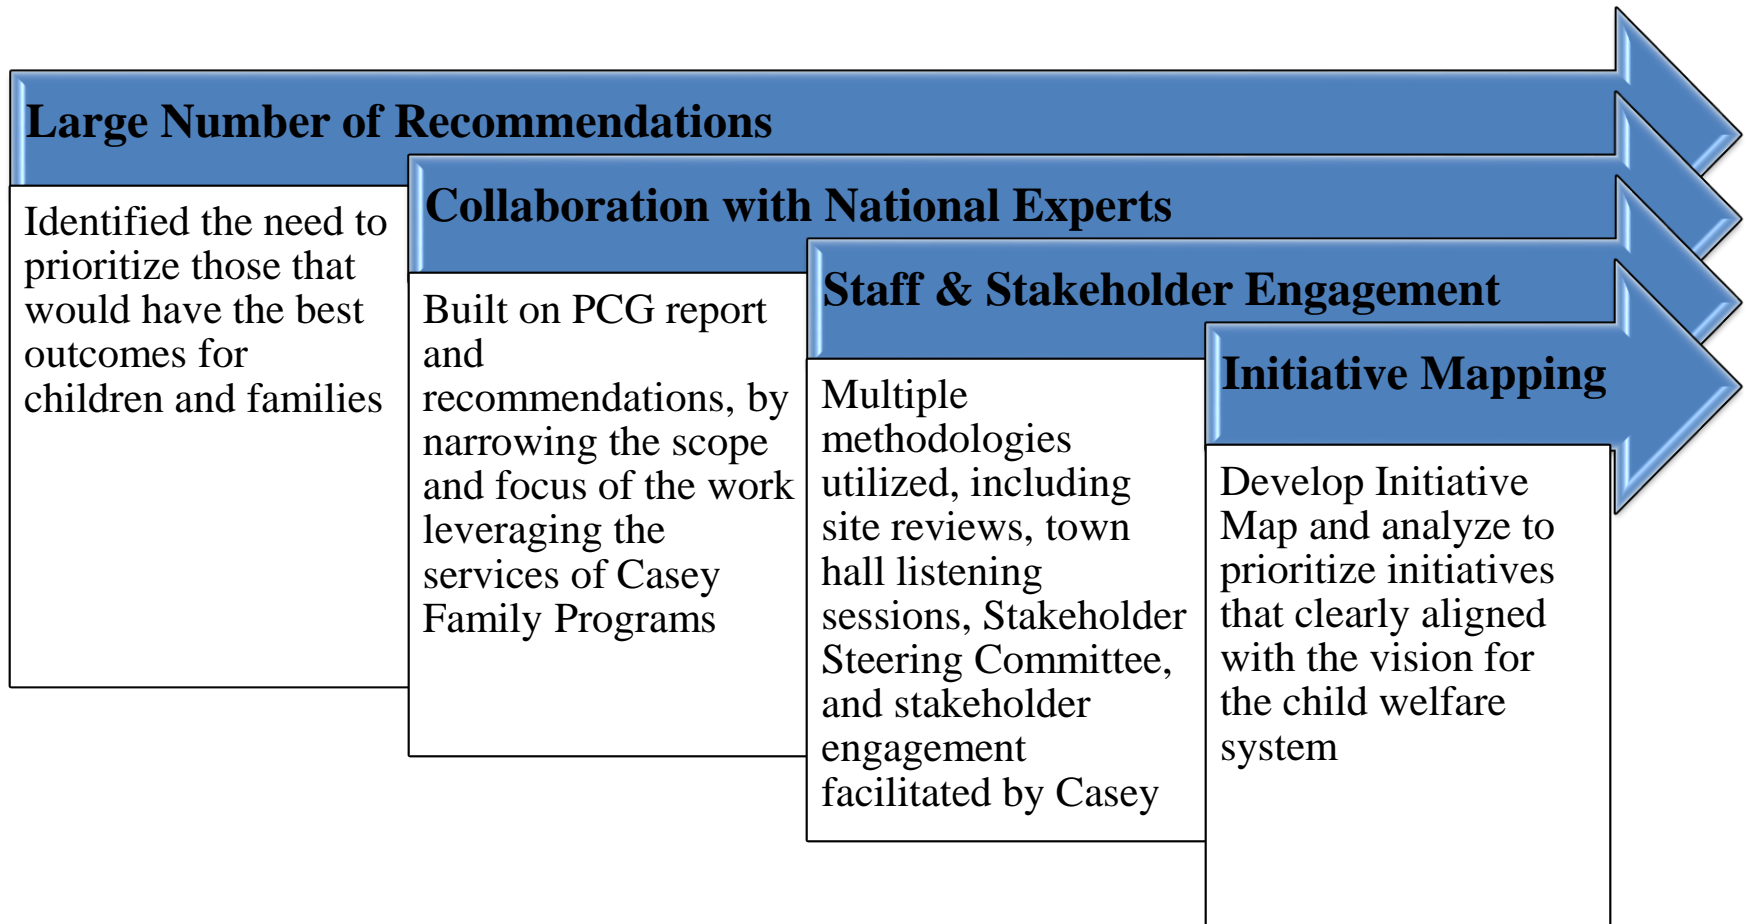 Large Number of Recommendations
Identified the need to
prioritize those that
would have the best
outcomes for
children and families
Collaboration with National Experts
Built on PCG report
and
recommendations, by
narrowing the scope
and focus of the work
leveraging the
services of Casey
Family Programs
Staff & Stakeholder Engagement
Multiple
methodologies
utilized, including
site reviews, town
hall listening
sessions, Stakeholder
Steering Committee,
and stakeholder
engagement
facilitated by Casey
Initiative Mapping
Develop Initiative
Map and analyze to
prioritize initiatives
that clearly aligned
with the vision for
the child welfare
system